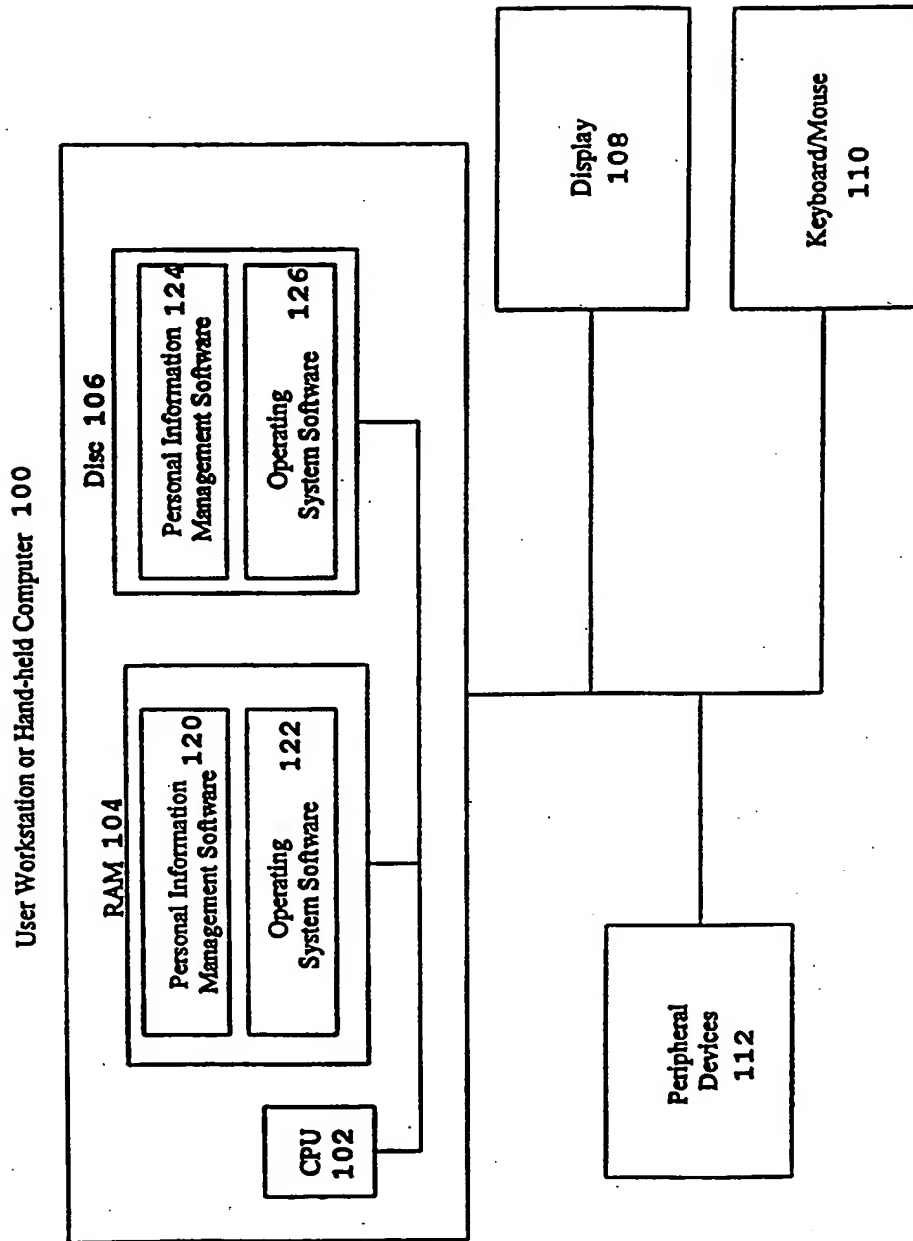 User Workstation or Hand-held Computer 100
RAM 104
Personal Information 120
Management Software
Operating 122
System Software
CPU
102
Disc 106
Personal Information 124
Management Software
Operating 126
System Software
Peripheral
Devices
112
Display
108
Keyboard/Mouse
110